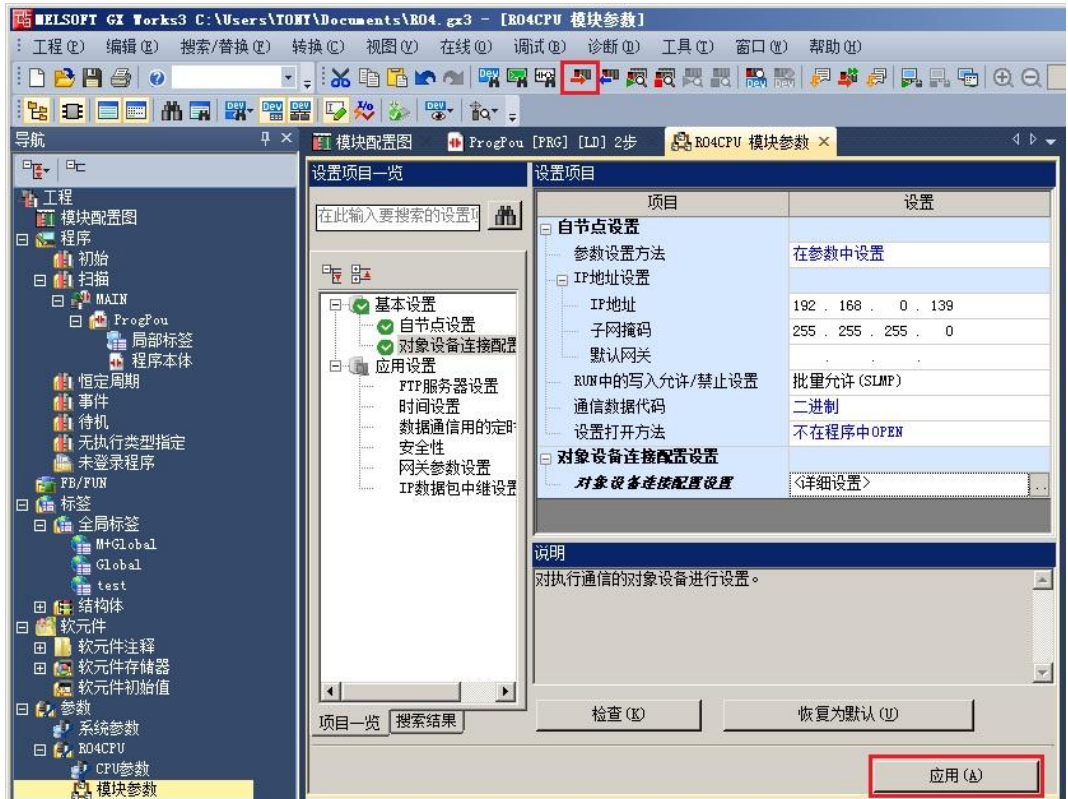 MELSOFT GX Works3 C:\Users\TONY\Documents\R04.gx3 - [R04CPU 模块参数]
工程(P) 编辑(E) 搜索/替换(F) 转换(C) 视图(V) 在线(O) 调试(B) 诊断(D) 工具(T) 窗口(W) 帮助(H)
导航
模块配置图 ProgPou [PRG] [LD] 2步 R04CPU 模块参数
工程
模块配置图
程序
初始
扫描
MAIN
ProgPou
局部标签
程序本体
恒定周期
事件
待机
无执行类型指定
未登录程序
FB/FUN
标签
全局标签
M+Global
Global
test
结构体
软元件
软元件注释
软元件存储器
软元件初始值
参数
系统参数
R04CPU
CPU参数
模块参数
设置项目一览
在此输入要搜索的设置项
基本设置
自节点设置
对象设备连接配置
应用设置
FTP服务器设置
时间设置
数据通信用的定时
安全性
网关参数设置
IP数据包中继设置
项目一览 搜索结果
设置项目
项目 设置
自节点设置
参数设置方法 在参数中设置
IP地址设置
IP地址 192 . 168 . 0 . 139
子网掩码 255 . 255 . 255 . 0
默认网关 . . .
RUN中的写入允许/禁止设置 批量允许(SLMP)
通信数据代码 二进制
设置打开方法 不在程序中OPEN
对象设备连接配置设置
对象设备连接配置设置 <详细设置>
说明
对执行通信的对象设备进行设置。
检查(K) 恢复为默认(U)
应用(A)